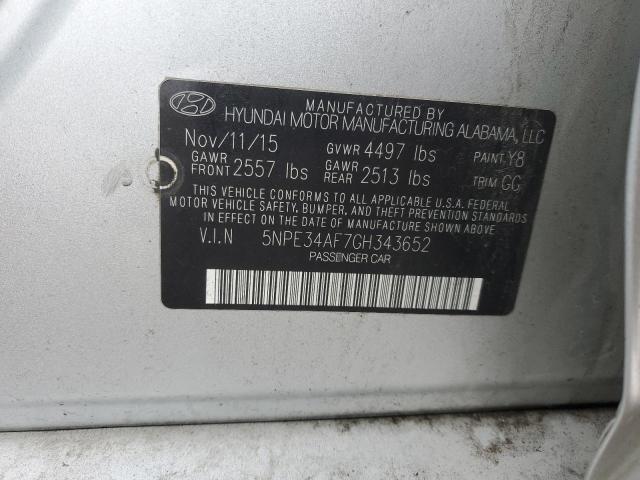 MANUFACTURED BY
HYUNDAI MOTOR MANUFACTURING ALABAMA, LLC
Nov/11/15 GVWR 4497 lbs PAINT Y8
GAWR FRONT 2557 lbs GAWR REAR 2513 lbs TRIM GG
THIS VEHICLE CONFORMS TO ALL APPLICABLE U.S.A. FEDERAL
MOTOR VEHICLE SAFETY, BUMPER, AND THEFT PREVENTION STANDARDS
IN EFFECT ON THE DATE OF MANUFACTURE SHOWN ABOVE.
V.I.N 5NPE34AF7GH343652
PASSENGER CAR